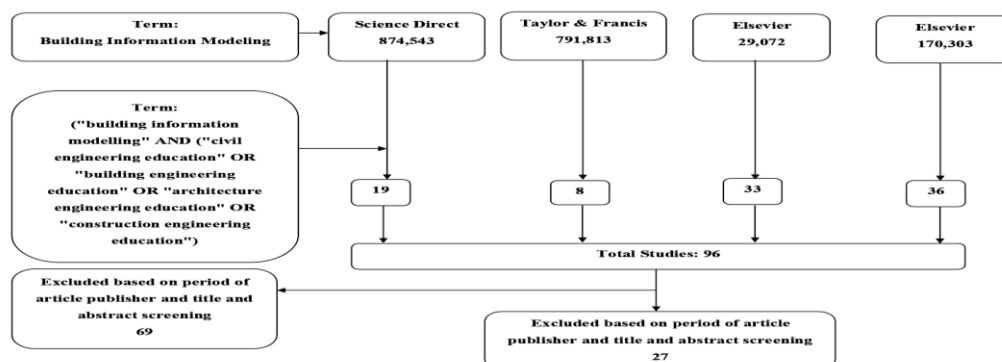 Term:
Building Information Modeling
Science Direct
874,543
Taylor & Francis
791,813
Elsevier
29,072
Elsevier
170,303
Term:
("building information
modelling" AND ("civil
engineering education" OR
"building engineering
education" OR "architecture
engineering education" OR
"construction engineering
education")
19
8
33
36
Total Studies: 96
Excluded based on period of
article publisher and title and
abstract screening
69
Excluded based on period of article
publisher and title and abstract screening
27